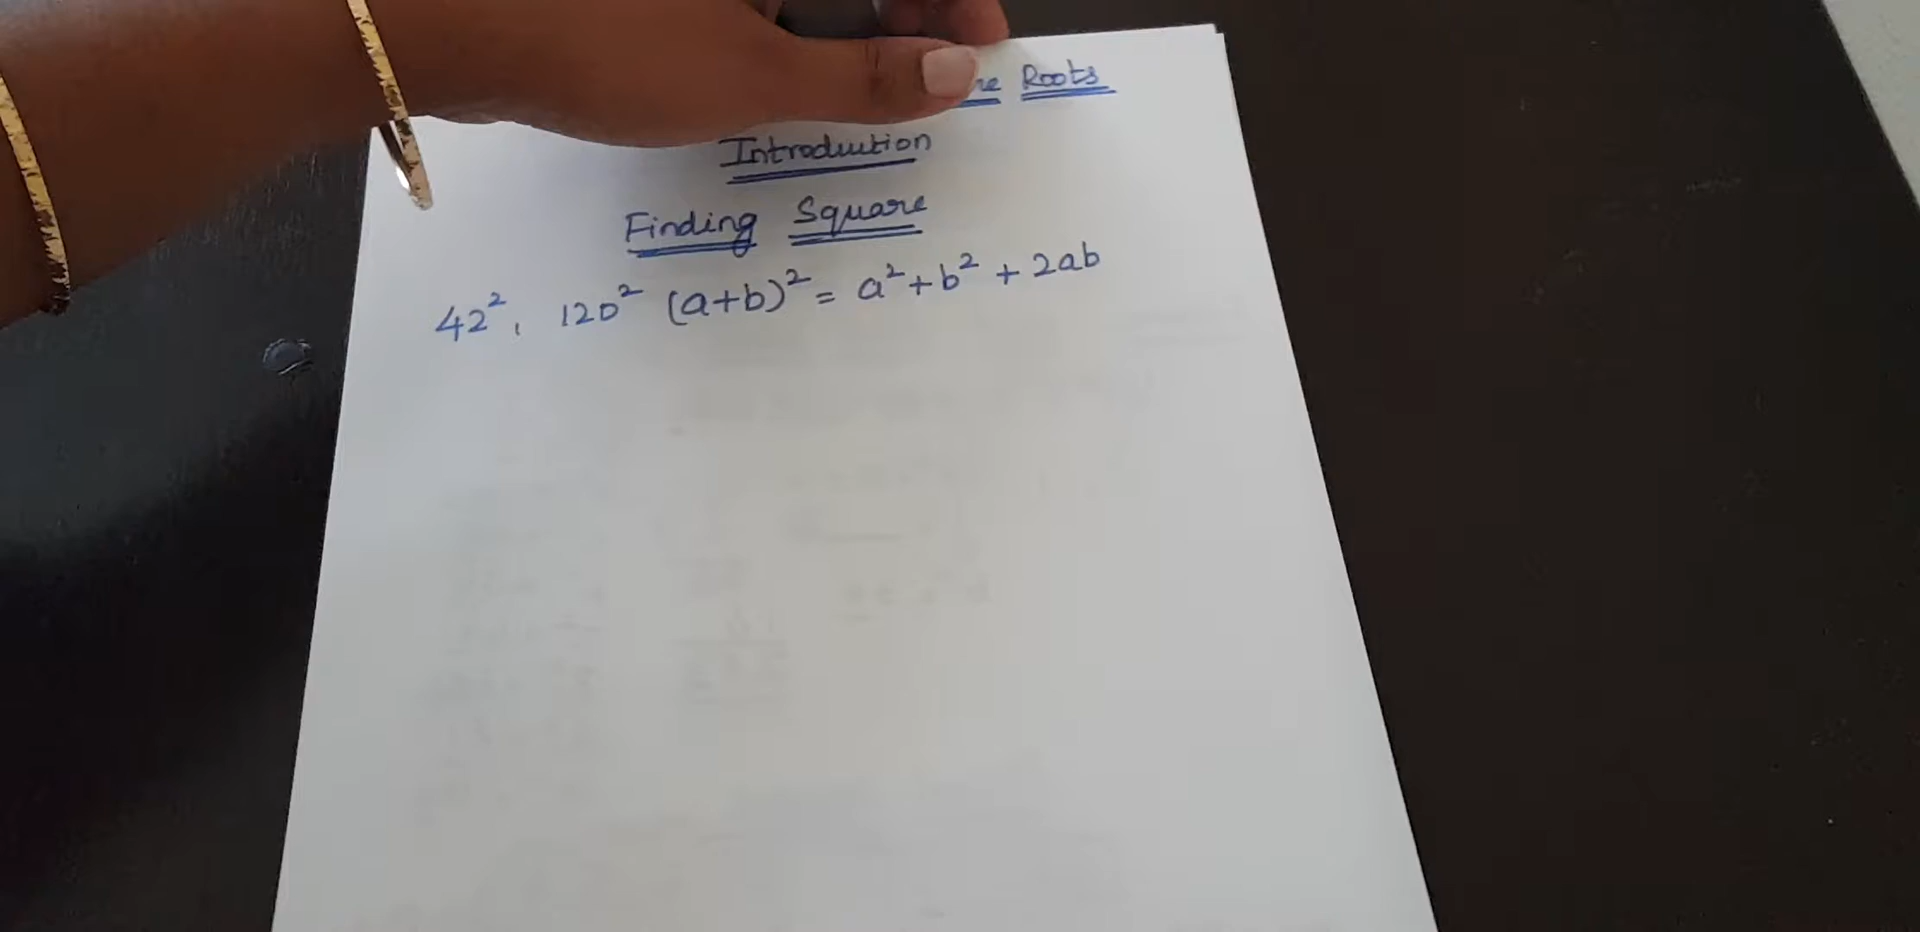 Roots
Introduction
Finding Square
42², 120² (a+b)² = a² + b² + 2ab